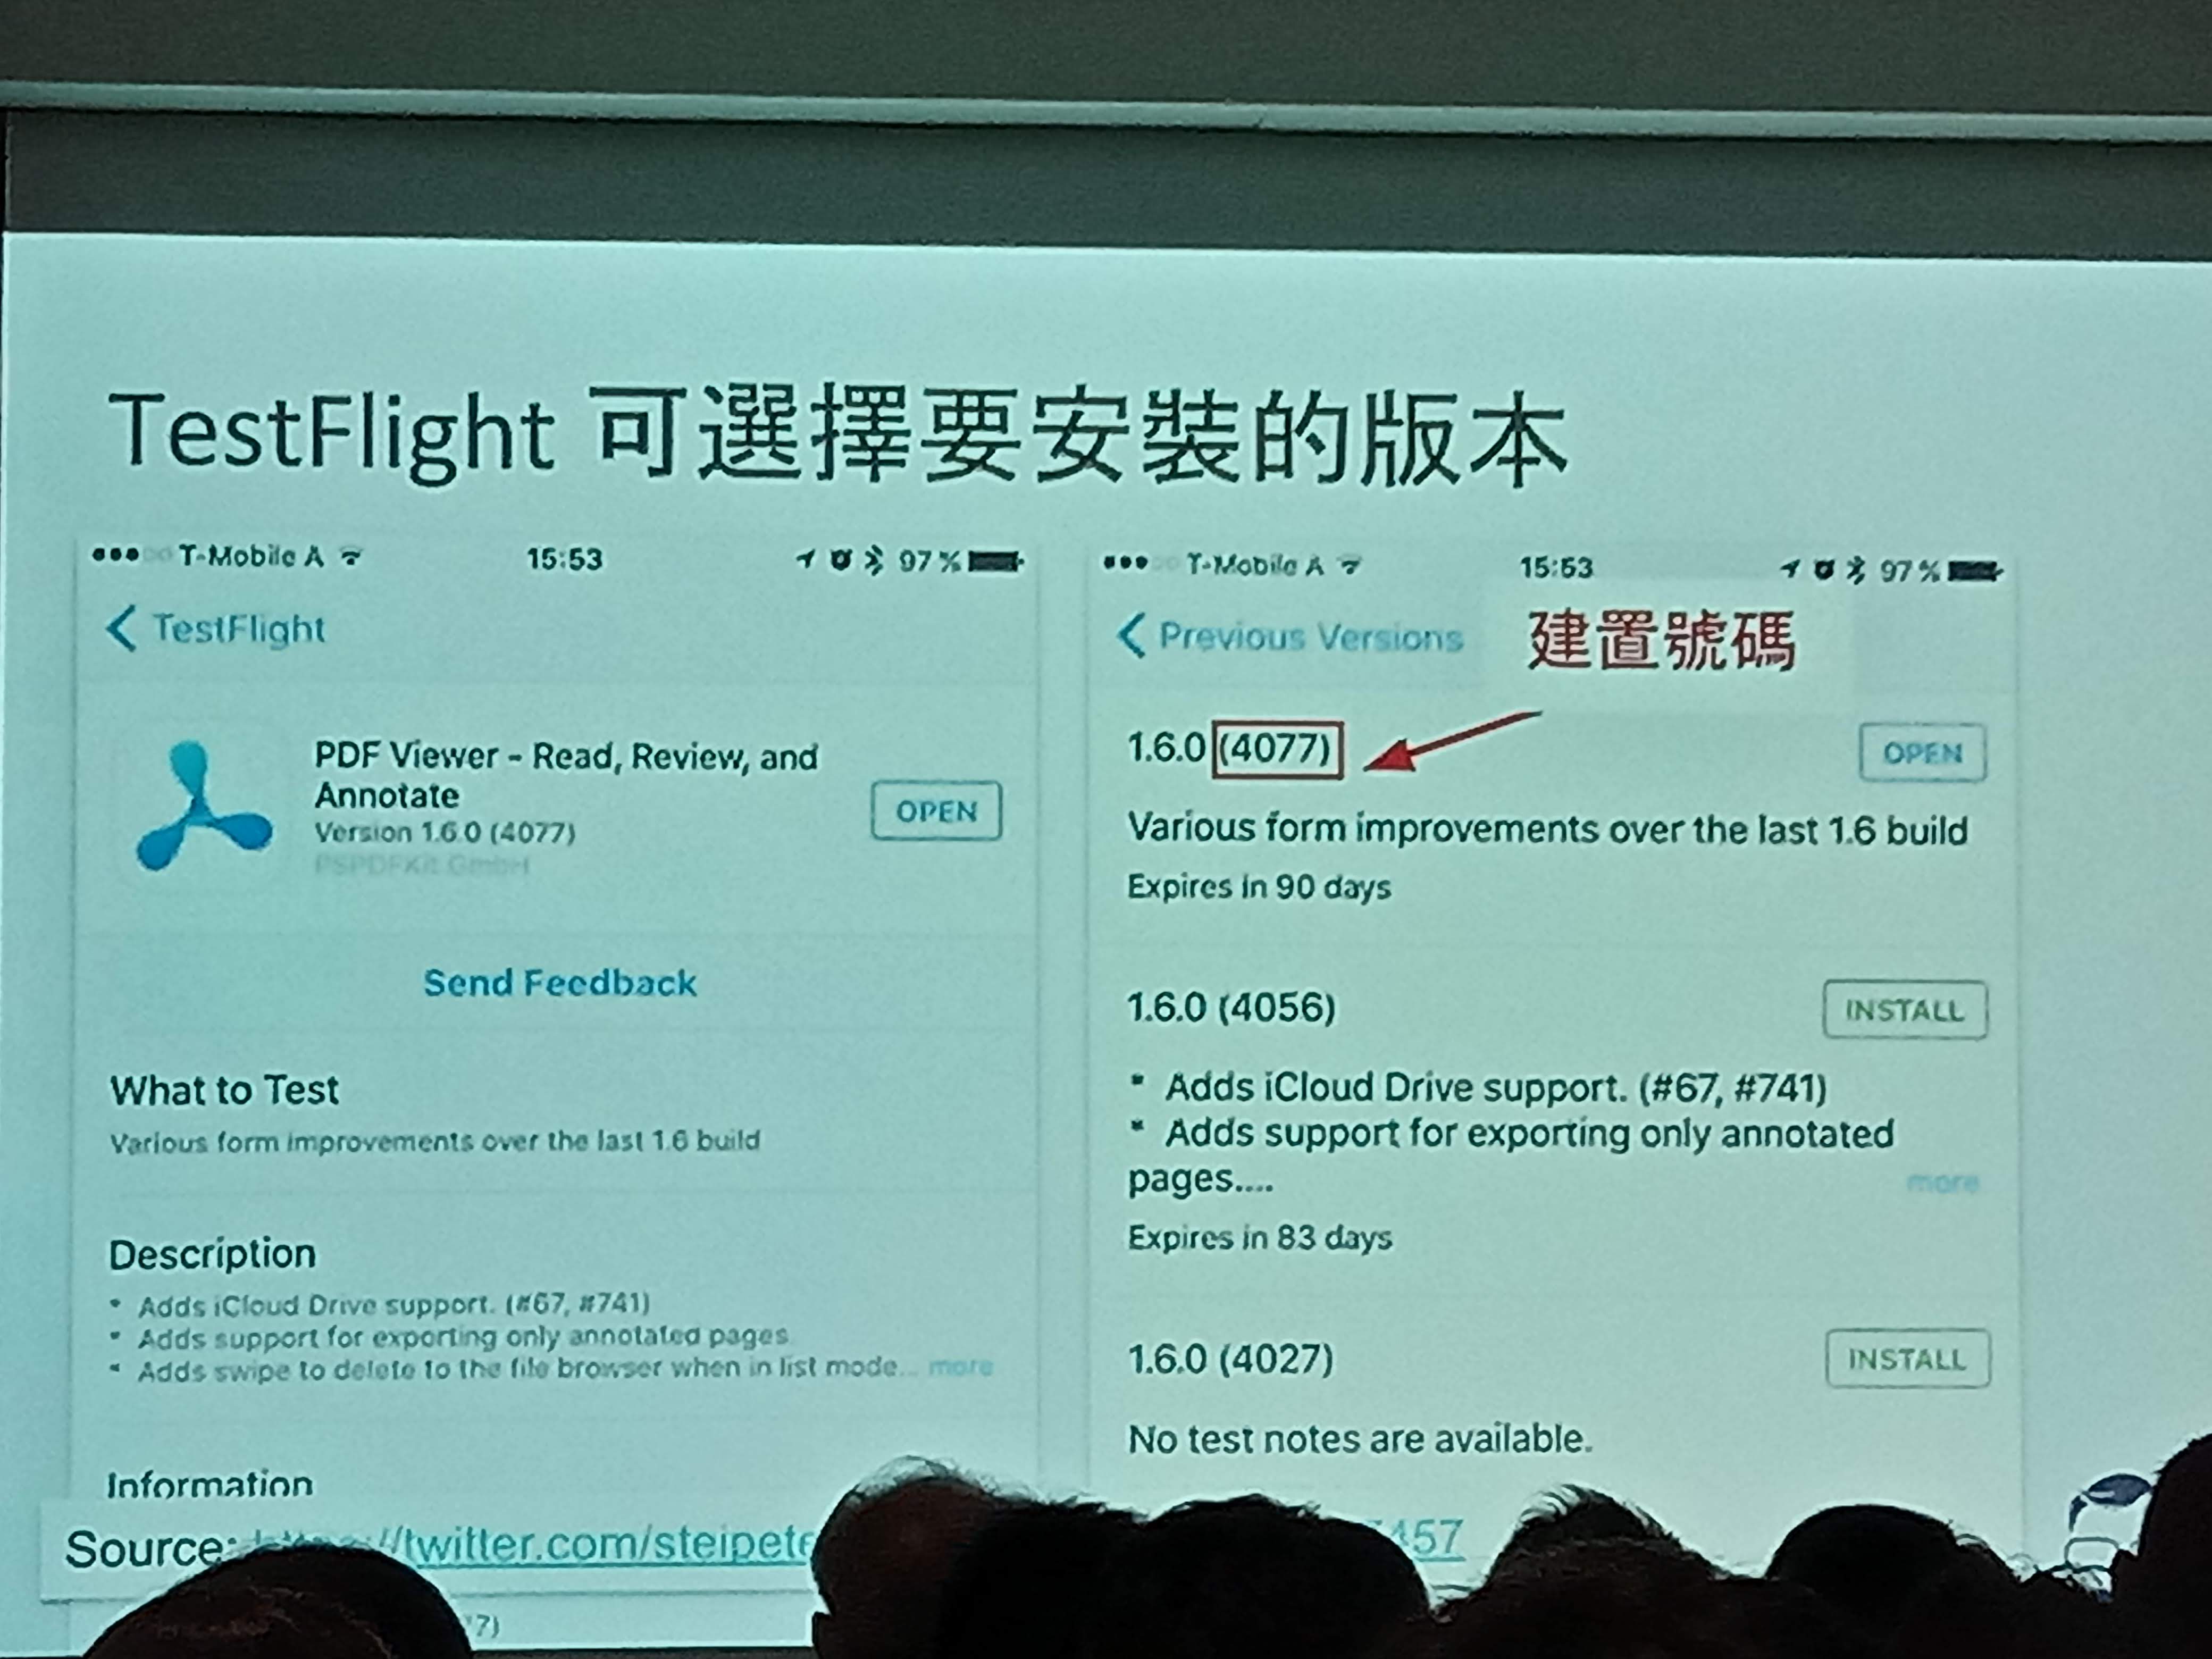 TestFlight 可選擇要安裝的版本
T-Mobile A 15:53 97 %
TestFlight
PDF Viewer - Read, Review, and
Annotate
Version 1.6.0 (4077)
PSPDFKit GmbH
OPEN
Send Feedback
What to Test
Various form improvements over the last 1.6 build
Description
* Adds iCloud Drive support. (#67, #741)
* Adds support for exporting only annotated pages.
* Adds swipe to delete to the file browser when in list mode... more
Information
T-Mobile A 15:53 97 %
Previous Versions
建置號碼
1.6.0 (4077)
OPEN
Various form improvements over the last 1.6 build
Expires in 90 days
1.6.0 (4056)
INSTALL
* Adds iCloud Drive support. (#67, #741)
* Adds support for exporting only annotated
pages.... more
Expires in 83 days
1.6.0 (4027)
INSTALL
No test notes are available.
Source: //twitter.com/steipete 457
7)